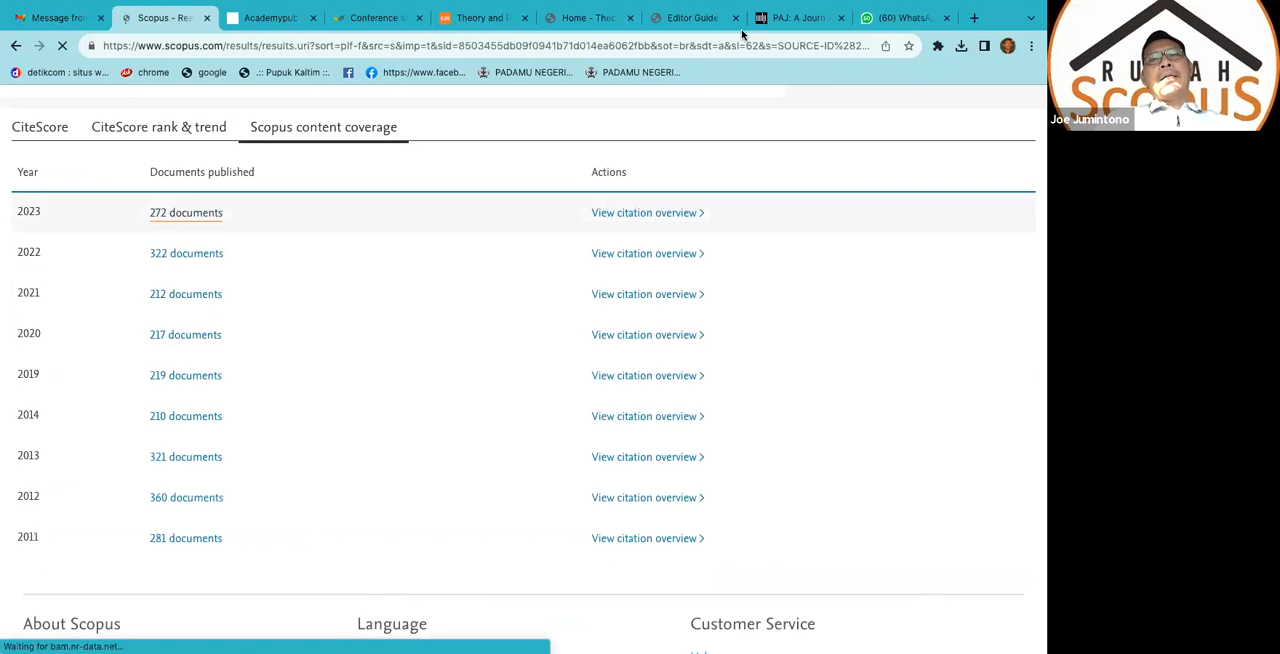 Message from
Scopus - Res
Academypub
Conference s
Theory and P
Home - Theo
Editor Guide
PAJ: A Journ
(60) WhatsA
https://www.scopus.com/results/results.uri?sort=plf-f&src=s&imp=t&sid=8503455db09f0941b71d014ea6062fbb&sot=br&sdt=a&sl=62&s=SOURCE-ID%282...
detikcom : situs w...
chrome
google
.:: Pupuk Kaltim ::.
https://www.faceb...
PADAMU NEGERI...
PADAMU NEGERI...
CiteScore CiteScore rank & trend Scopus content coverage
Year Documents published Actions
2023 272 documents View citation overview >
2022 322 documents View citation overview >
2021 212 documents View citation overview >
2020 217 documents View citation overview >
2019 219 documents View citation overview >
2014 210 documents View citation overview >
2013 321 documents View citation overview >
2012 360 documents View citation overview >
2011 281 documents View citation overview >
About Scopus Language Customer Service
Waiting for bam.nr-data.net...
SCOPUS
Joe Jumintono